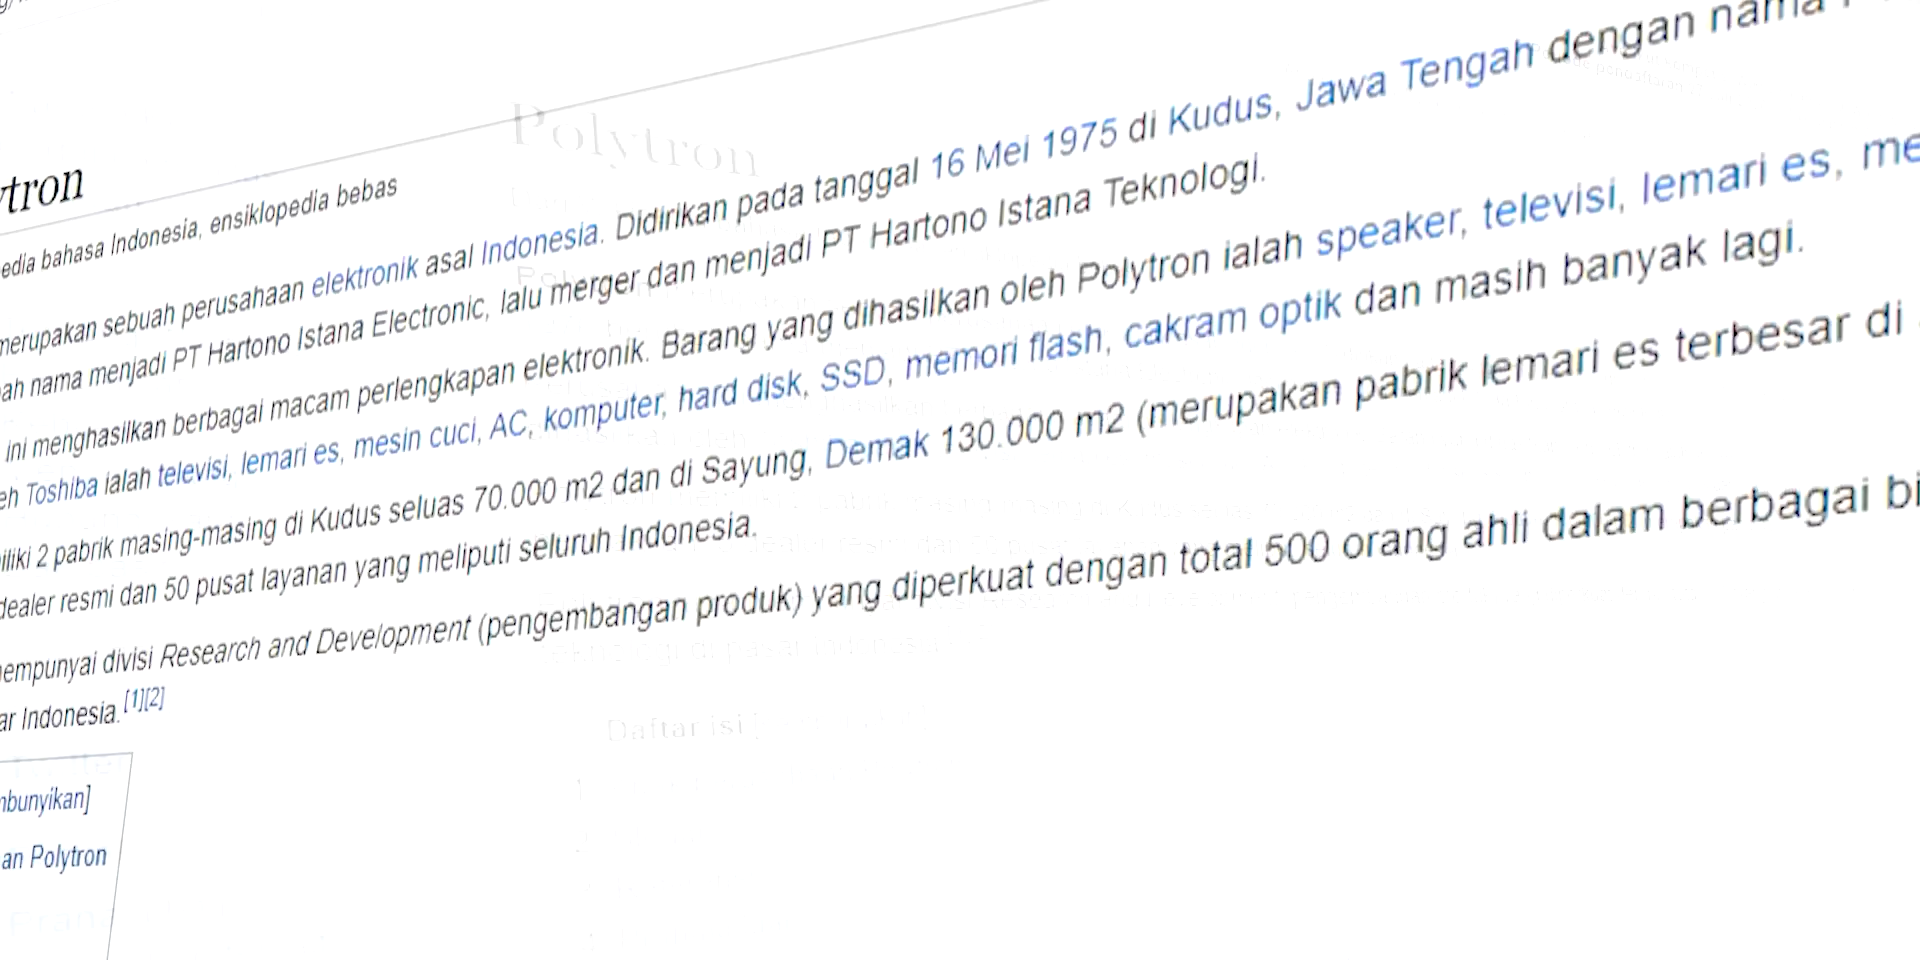 tron
edia bahasa Indonesia, ensiklopedia bebas
merupakan sebuah perusahaan elektronik asal Indonesia. Didirikan pada tanggal 16 Mei 1975 di Kudus, Jawa Tengah dengan nama
ah nama menjadi PT Hartono Istana Electronic, lalu merger dan menjadi PT Hartono Istana Teknologi.
ini menghasilkan berbagai macam perlengkapan elektronik. Barang yang dihasilkan oleh Polytron ialah speaker, televisi, lemari es, me
eh Toshiba ialah televisi, lemari es, mesin cuci, AC, komputer, hard disk, SSD, memori flash, cakram optik dan masih banyak lagi.
iliki 2 pabrik masing-masing di Kudus seluas 70.000 m2 dan di Sayung, Demak 130.000 m2 (merupakan pabrik lemari es terbesar di
dealer resmi dan 50 pusat layanan yang meliputi seluruh Indonesia.
empunyai divisi Research and Development (pengembangan produk) yang diperkuat dengan total 500 orang ahli dalam berbagai bi
ar Indonesia.[1][2]
mbunyikan]
an Polytron
Polytron
Daftar isi